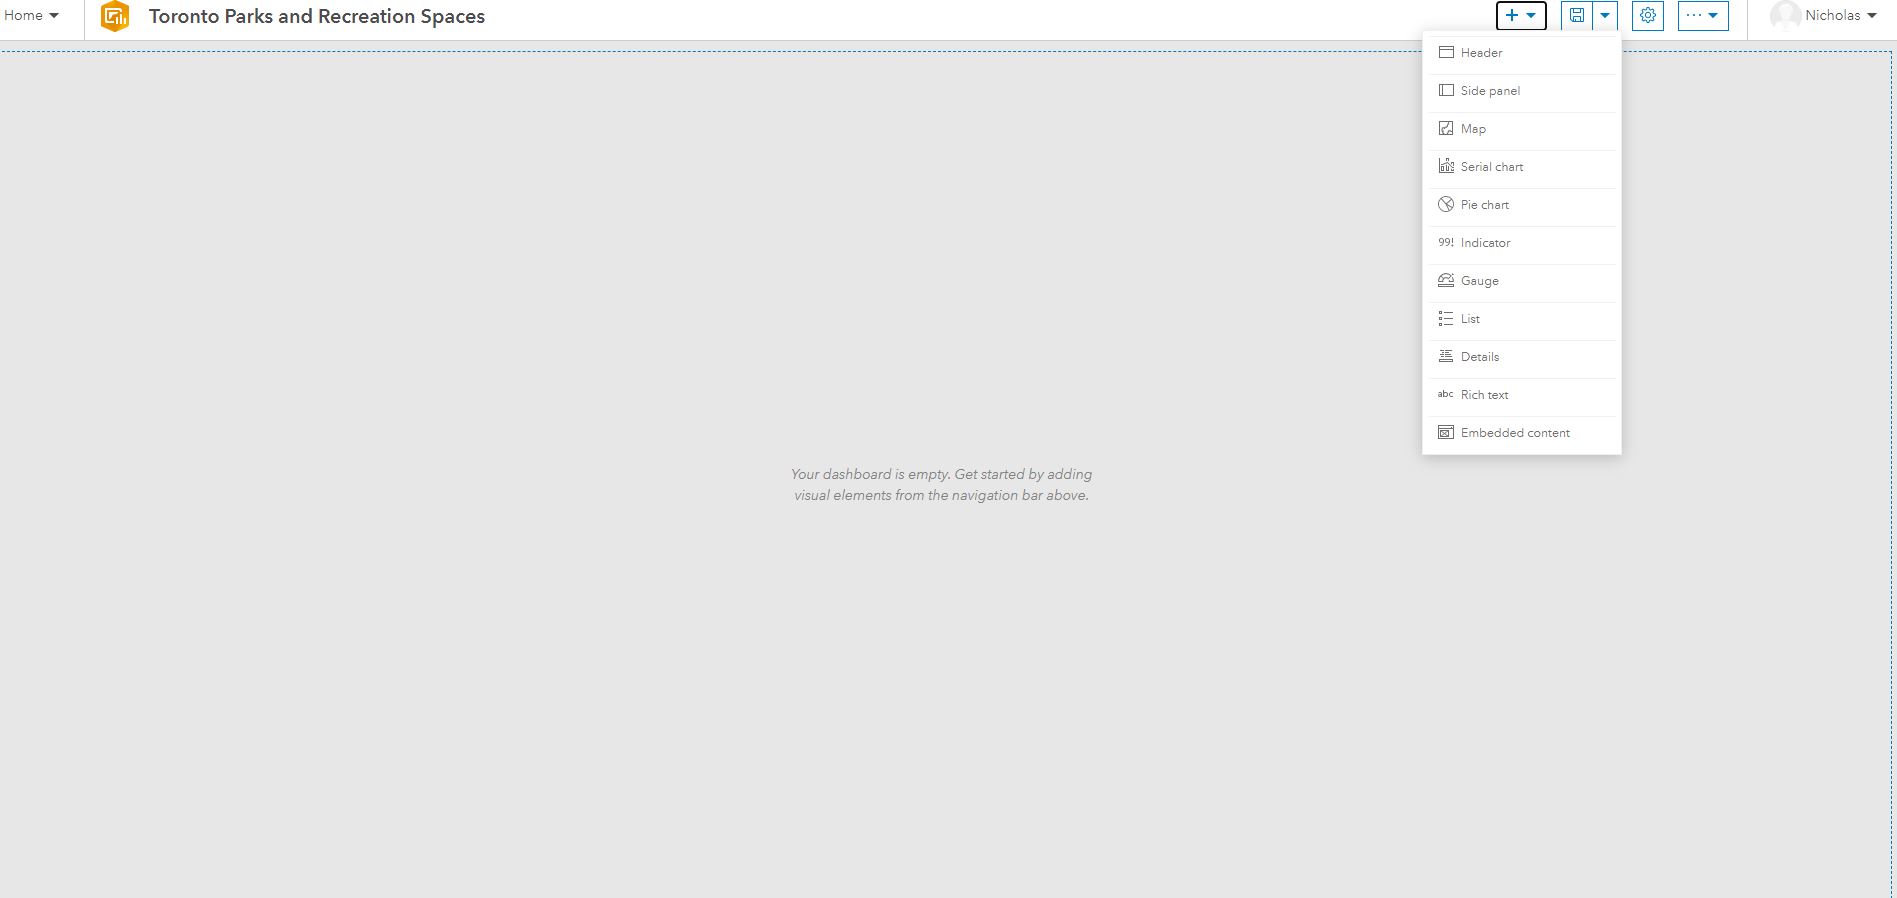 Home
Toronto Parks and Recreation Spaces
Nicholas
Header
Side panel
Map
Serial chart
Pie chart
99! Indicator
Gauge
List
Details
abc Rich text
Embedded content
Your dashboard is empty. Get started by adding
visual elements from the navigation bar above.